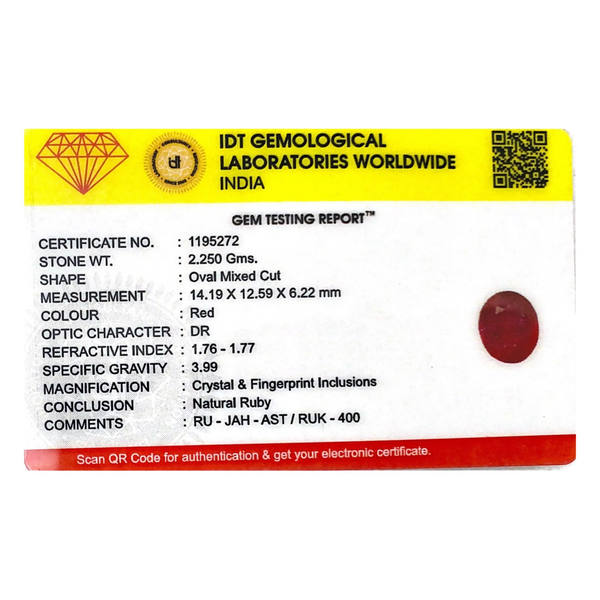 IDT GEMOLOGICAL
LABORATORIES WORLDWIDE
INDIA
GEM TESTING REPORT™
CERTIFICATE NO. : 1195272
STONE WT. : 2.250 Gms.
SHAPE : Oval Mixed Cut
MEASUREMENT : 14.19 X 12.59 X 6.22 mm
COLOUR : Red
OPTIC CHARACTER : DR
REFRACTIVE INDEX : 1.76 - 1.77
SPECIFIC GRAVITY : 3.99
MAGNIFICATION : Crystal & Fingerprint Inclusions
CONCLUSION : Natural Ruby
COMMENTS : RU - JAH - AST / RUK - 400
Scan QR Code for authentication & get your electronic certificate.